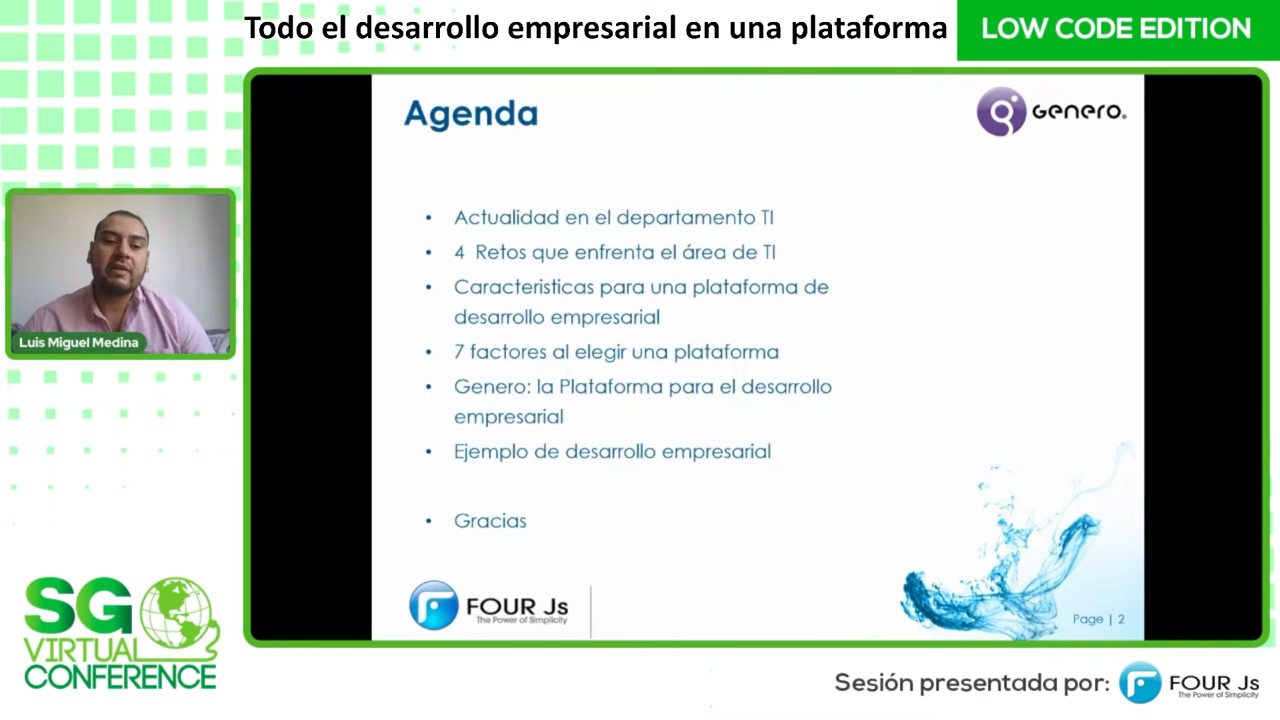 Todo el desarrollo empresarial en una plataforma
LOW CODE EDITION
Agenda
Genero®
• Actualidad en el departamento TI
• 4 Retos que enfrenta el área de TI
• Caracteristicas para una plataforma de
desarrollo empresarial
• 7 factores al elegir una plataforma
• Genero: la Plataforma para el desarrollo
empresarial
• Ejemplo de desarrollo empresarial
• Gracias
Luis Miguel Medina
FOUR Js
The Power of Simplicity
Page | 2
SG
VIRTUAL
CONFERENCE
Sesión presentada por:
FOUR Js
The Power of Simplicity